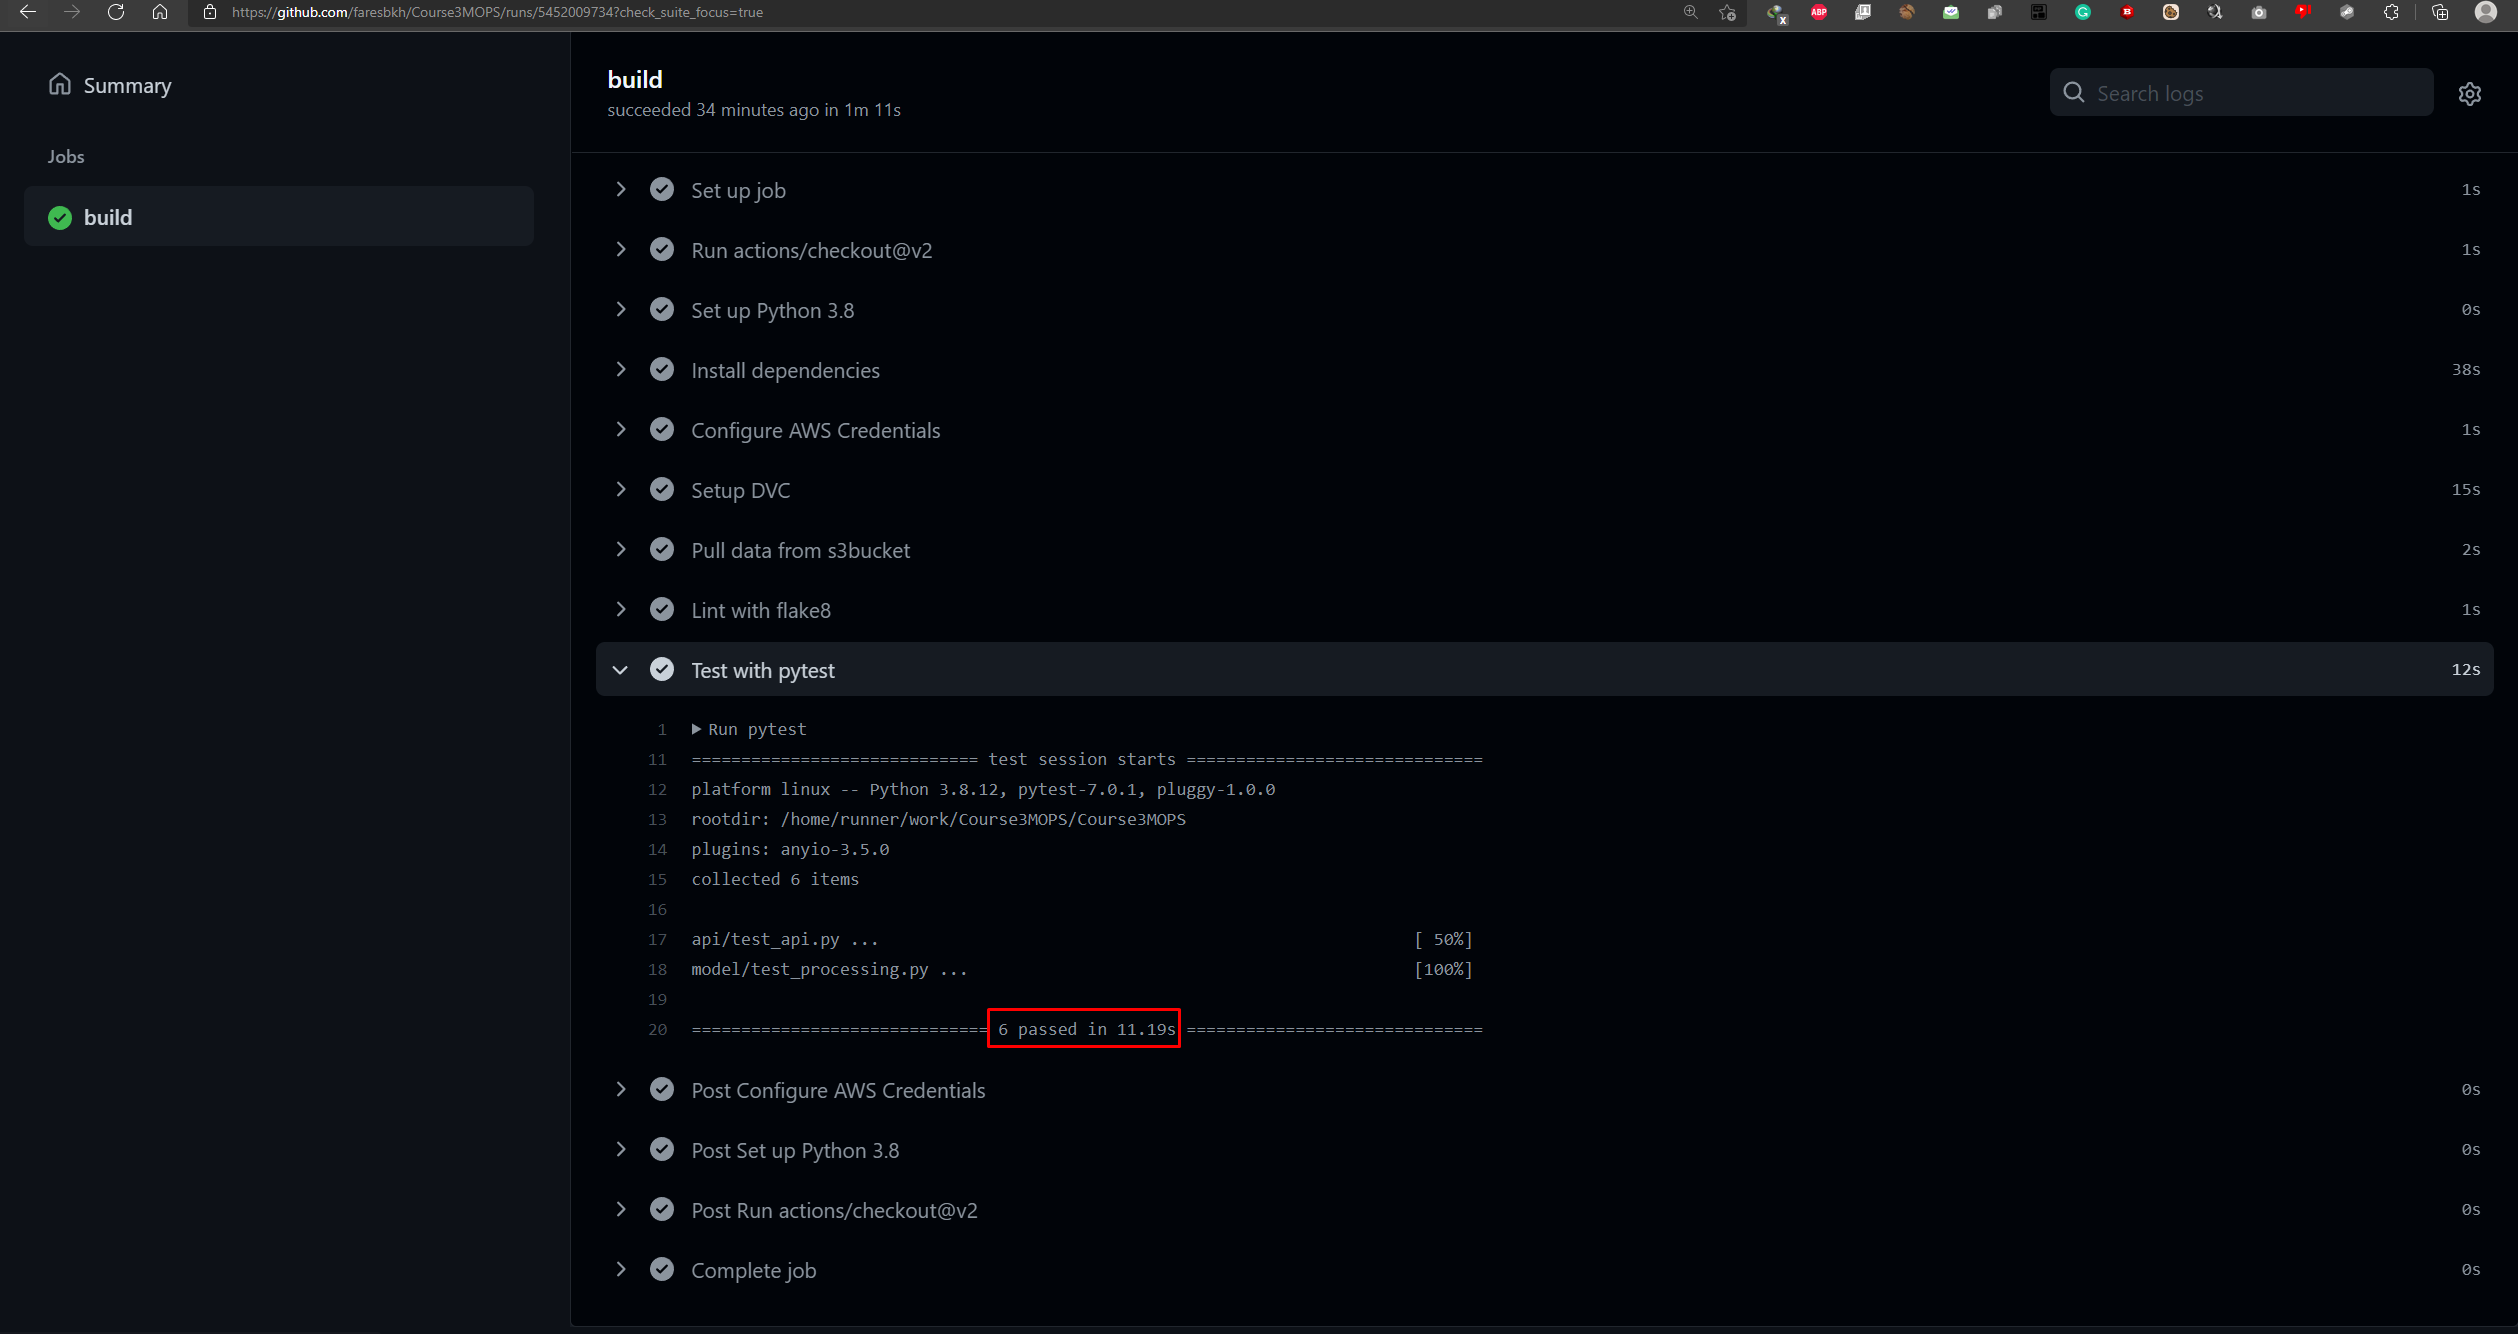 https://github.com/faresbkh/Course3MOPS/runs/5452009734?check_suite_focus=true
ABP
x
Summary
Jobs
build
build
succeeded 34 minutes ago in 1m 11s
Search logs
Set up job 1s
Run actions/checkout@v2 1s
Set up Python 3.8 0s
Install dependencies 38s
Configure AWS Credentials 1s
Setup DVC 15s
Pull data from s3bucket 2s
Lint with flake8 1s
Test with pytest 12s
1 Run pytest
11 ============================= test session starts ==============================
12 platform linux -- Python 3.8.12, pytest-7.0.1, pluggy-1.0.0
13 rootdir: /home/runner/work/Course3MOPS/Course3MOPS
14 plugins: anyio-3.5.0
15 collected 6 items
16
17 api/test_api.py ... [ 50%]
18 model/test_processing.py ... [100%]
19
20 ============================== 6 passed in 11.19s ==============================
Post Configure AWS Credentials 0s
Post Set up Python 3.8 0s
Post Run actions/checkout@v2 0s
Complete job 0s